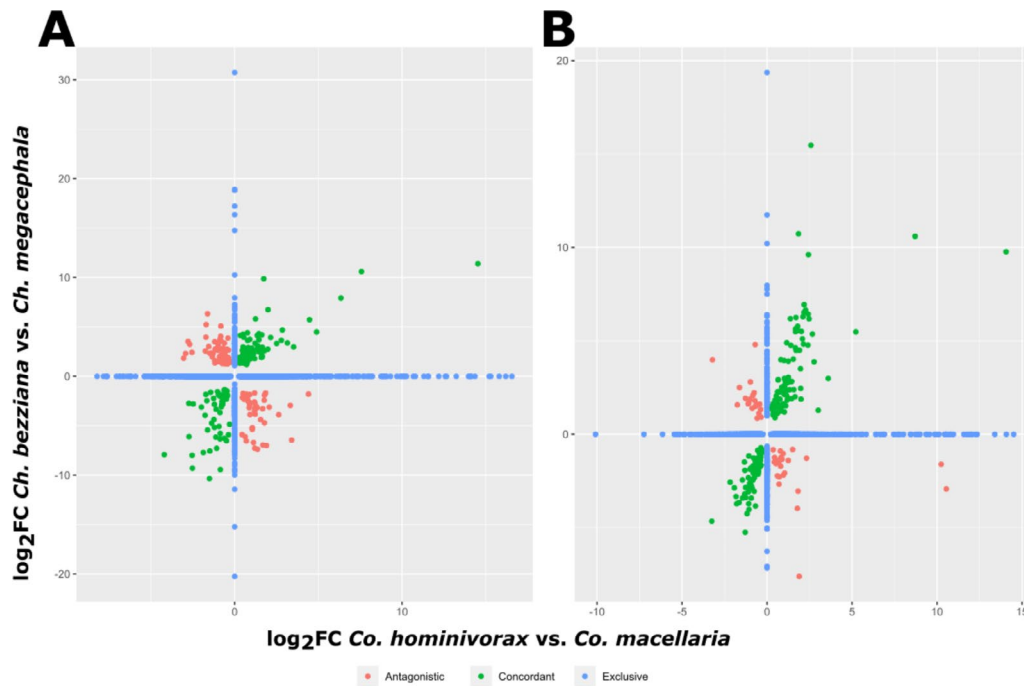 A
B
log2FC Ch. bezziana vs. Ch. megacephala
30
20
10
0
-10
-20
0
10
20
10
0
-10
-5
0
5
10
15
log2FC Co. hominivorax vs. Co. macellaria
Antagonistic
Concordant
Exclusive